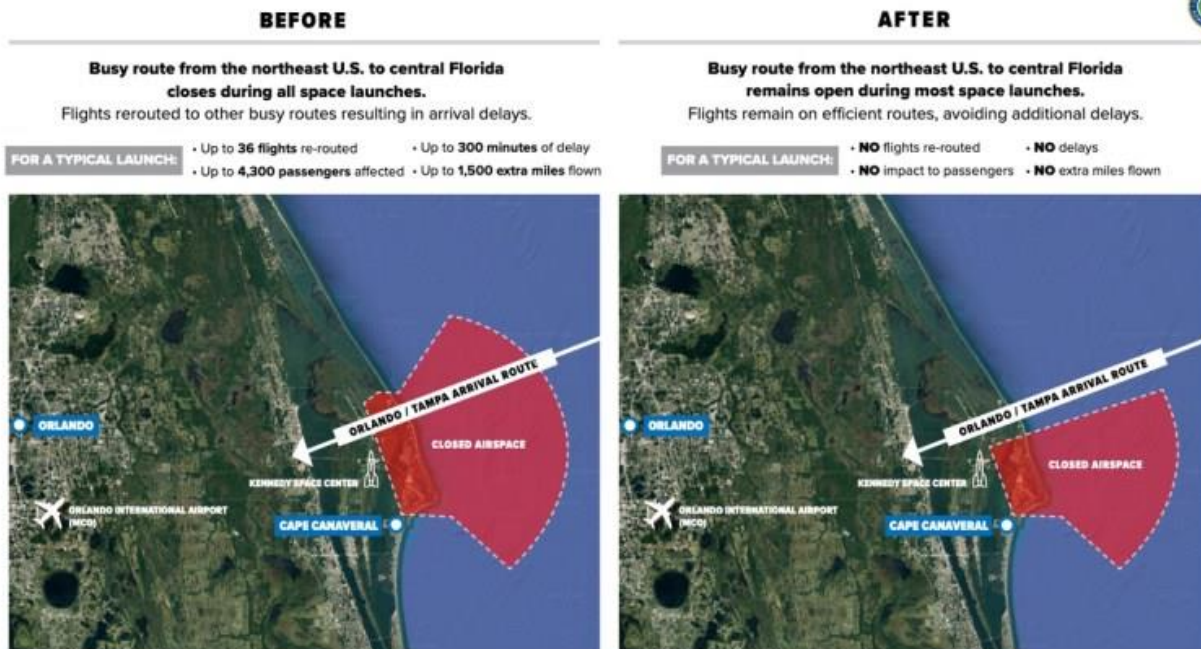 BEFORE
Busy route from the northeast U.S. to central Florida
closes during all space launches.
Flights rerouted to other busy routes resulting in arrival delays.
FOR A TYPICAL LAUNCH:
• Up to 36 flights re-routed
• Up to 300 minutes of delay
• Up to 4,300 passengers affected
• Up to 1,500 extra miles flown
ORLANDO / TAMPA ARRIVAL ROUTE
ORLANDO
CLOSED AIRSPACE
KENNEDY SPACE CENTER
ORLANDO INTERNATIONAL AIRPORT
(MCO)
CAPE CANAVERAL
AFTER
Busy route from the northeast U.S. to central Florida
remains open during most space launches.
Flights remain on efficient routes, avoiding additional delays.
FOR A TYPICAL LAUNCH:
• NO flights re-routed
• NO delays
• NO impact to passengers
• NO extra miles flown
ORLANDO / TAMPA ARRIVAL ROUTE
ORLANDO
CLOSED AIRSPACE
KENNEDY SPACE CENTER
ORLANDO INTERNATIONAL AIRPORT
(MCO)
CAPE CANAVERAL